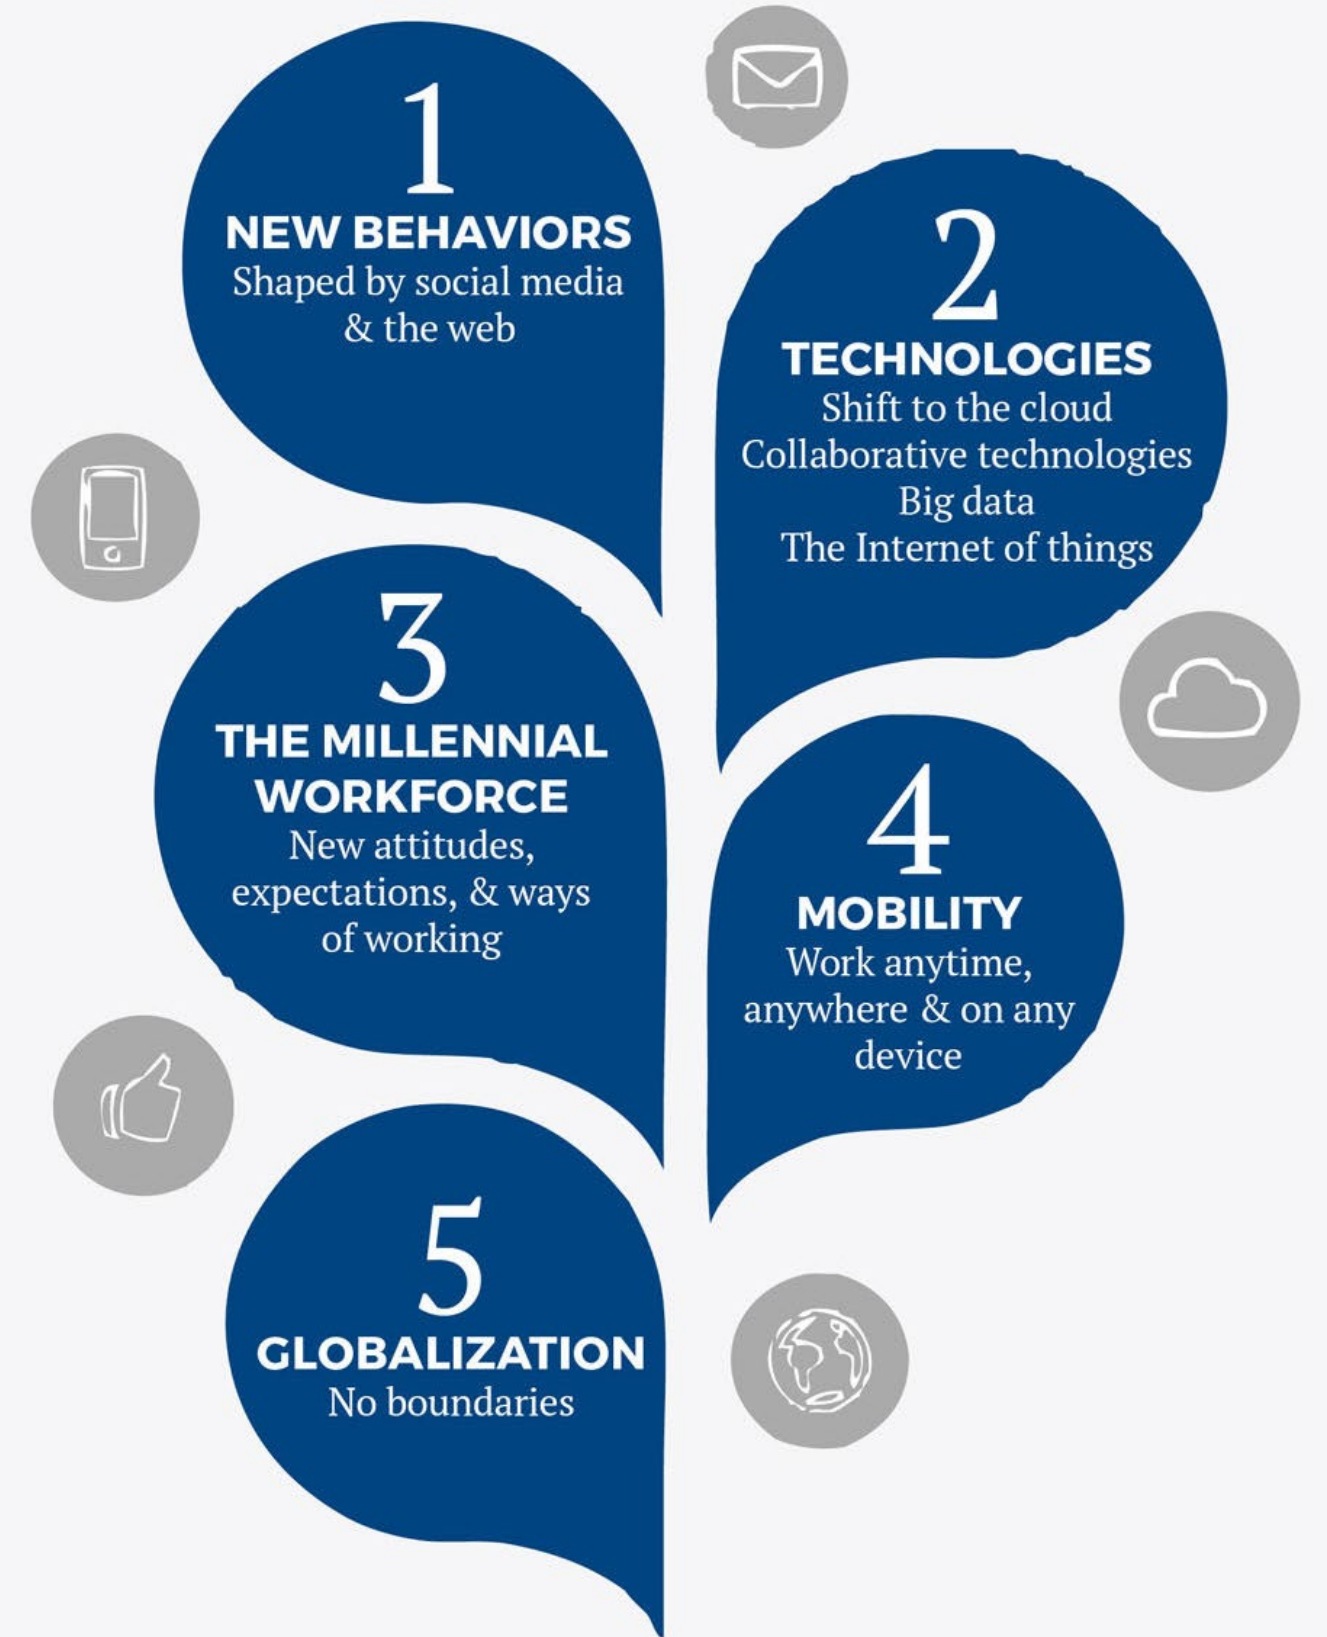 1
NEW BEHAVIORS
Shaped by social media
& the web
2
TECHNOLOGIES
Shift to the cloud
Collaborative technologies
Big data
The Internet of things
3
THE MILLENNIAL
WORKFORCE
New attitudes,
expectations, & ways
of working
4
MOBILITY
Work anytime,
anywhere & on any
device
5
GLOBALIZATION
No boundaries